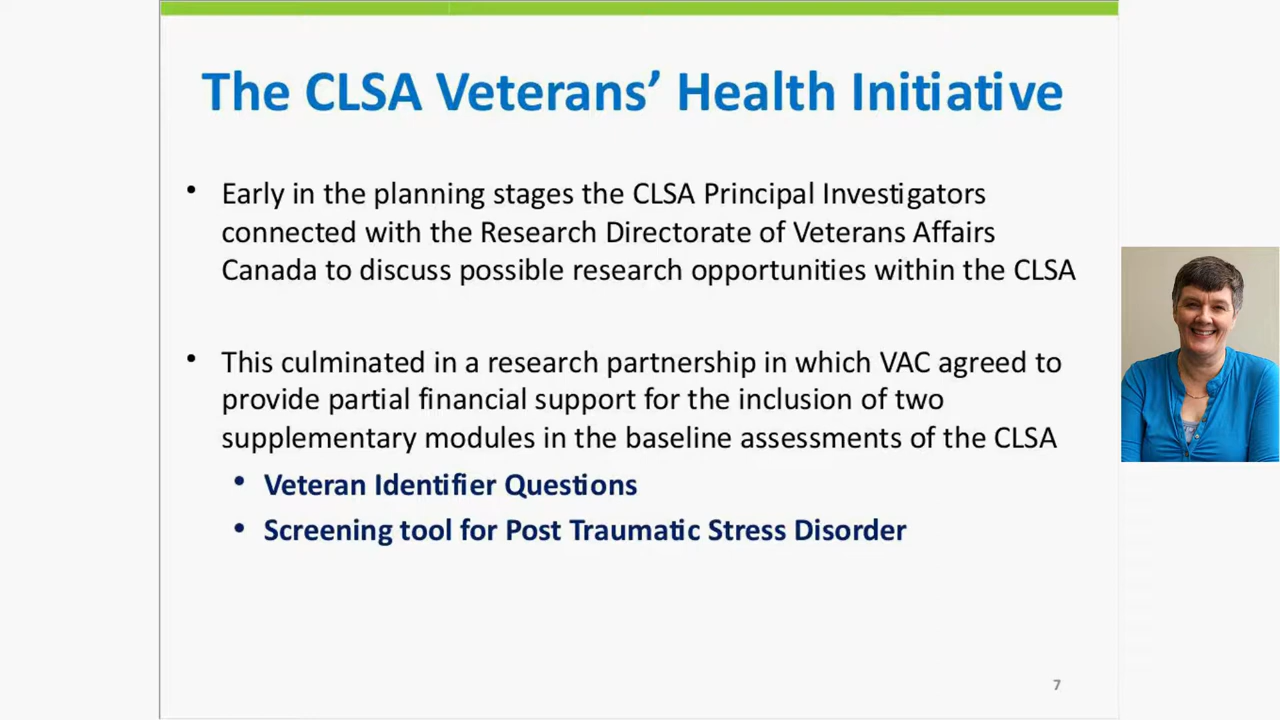 The CLSA Veterans’ Health Initiative
• Early in the planning stages the CLSA Principal Investigators
connected with the Research Directorate of Veterans Affairs
Canada to discuss possible research opportunities within the CLSA
• This culminated in a research partnership in which VAC agreed to
provide partial financial support for the inclusion of two
supplementary modules in the baseline assessments of the CLSA
• Veteran Identifier Questions
• Screening tool for Post Traumatic Stress Disorder
7